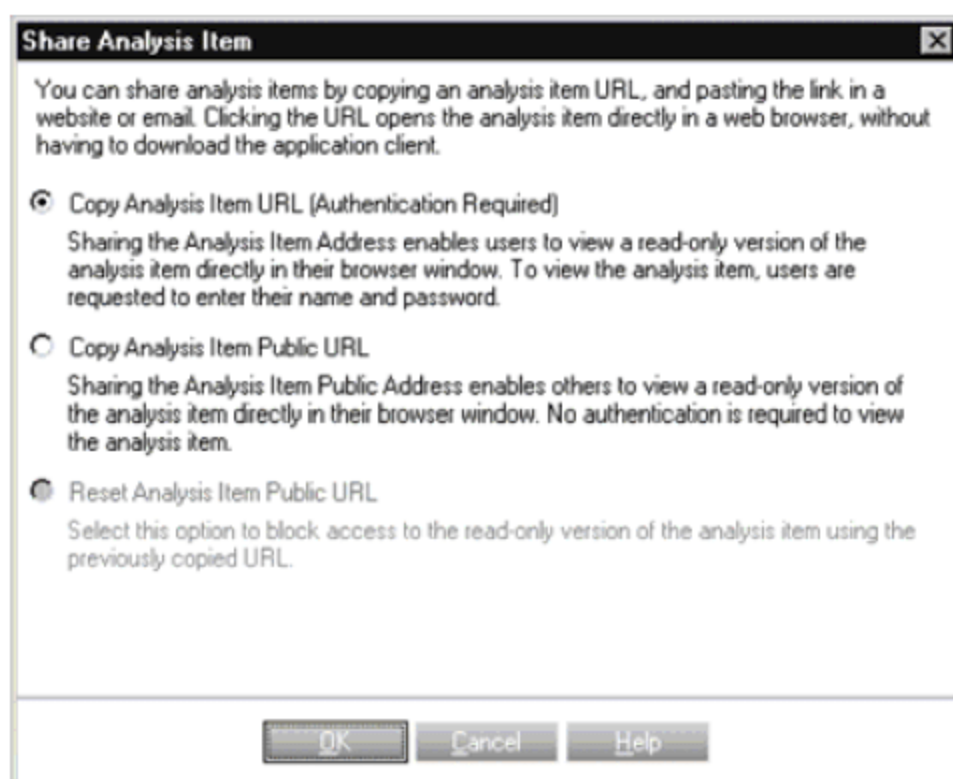 Share Analysis Item
You can share analysis items by copying an analysis item URL, and pasting the link in a
website or email. Clicking the URL opens the analysis item directly in a web browser, without
having to download the application client.
Copy Analysis Item URL (Authentication Required)
Sharing the Analysis Item Address enables users to view a read-only version of the
analysis item directly in their browser window. To view the analysis item, users are
requested to enter their name and password.
Copy Analysis Item Public URL
Sharing the Analysis Item Public Address enables others to view a read-only version of
the analysis item directly in their browser window. No authentication is required to view
the analysis item.
Reset Analysis Item Public URL
Select this option to block access to the read-only version of the analysis item using the
previously copied URL.
OK Cancel Help